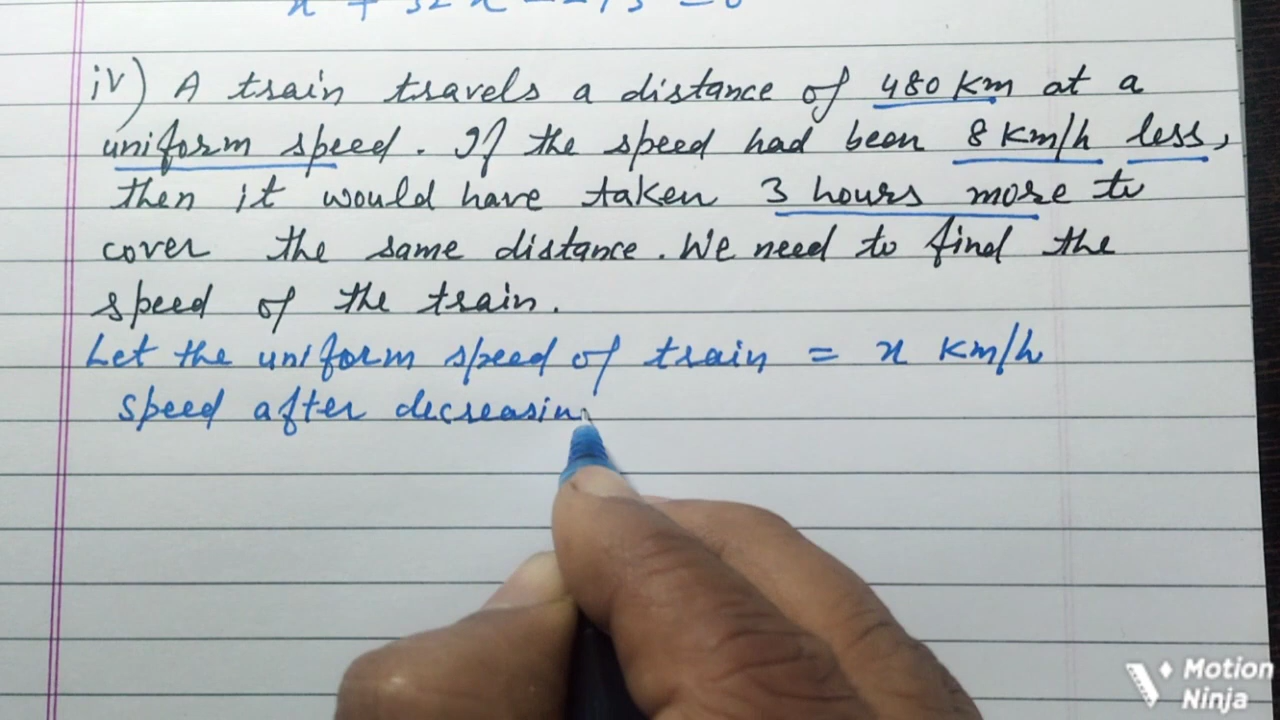 iv) A train travels a distance of 480 km at a
uniform speed. If the speed had been 8 km/h less,
then it would have taken 3 hours more to
cover the same distance. We need to find the
speed of the train.
Let the uniform speed of train = x km/h
speed after decreasin
Motion
Ninja